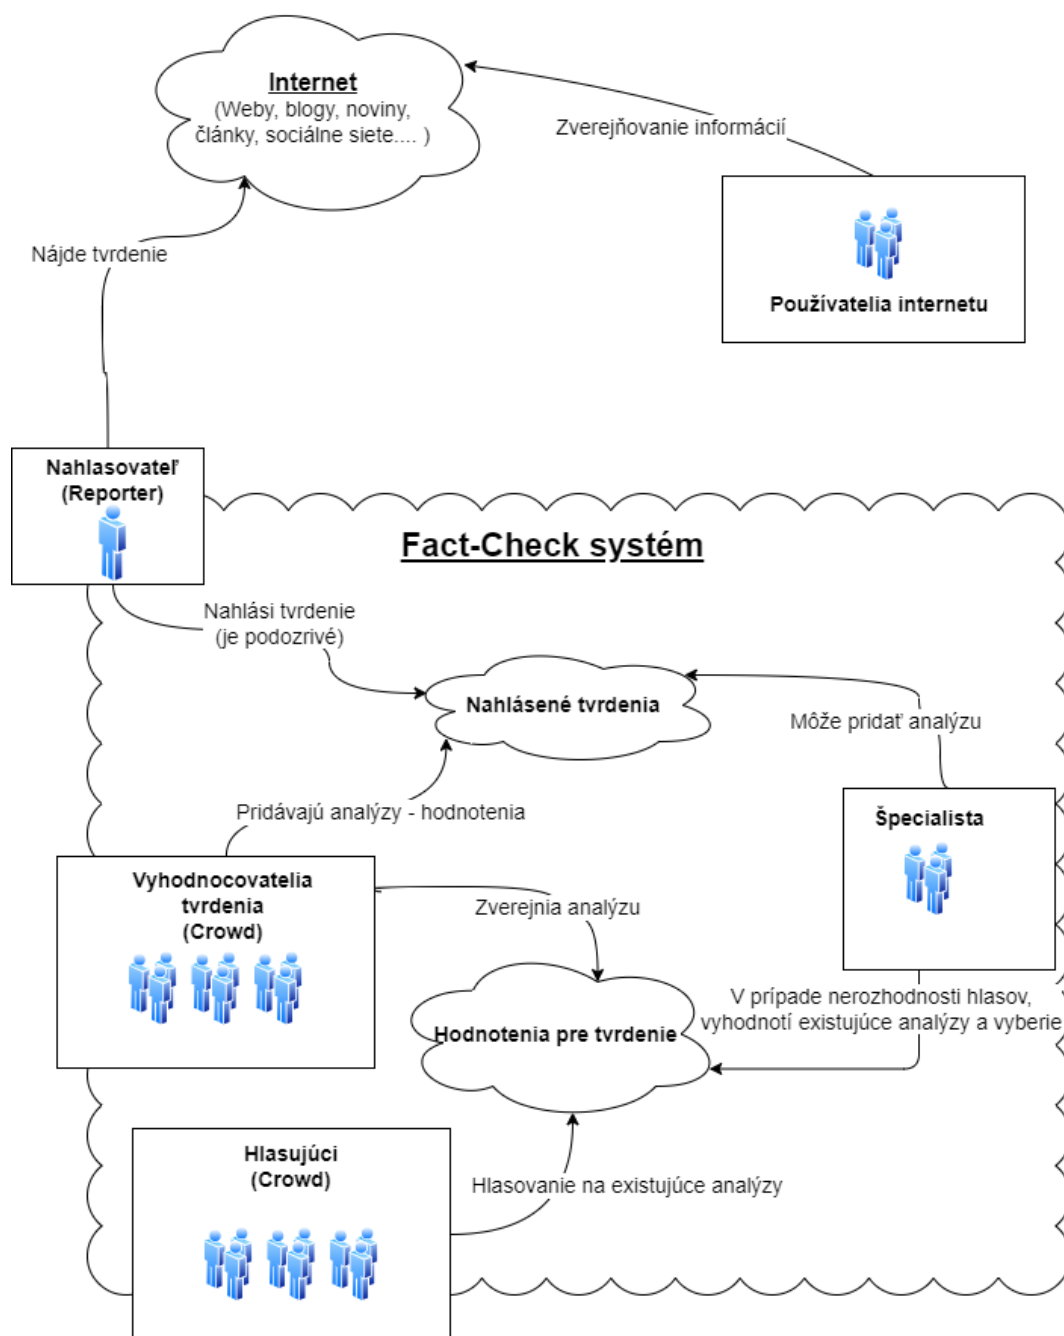 Internet
(Weby, blogy, noviny,
články, sociálne siete.... )
Zverejňovanie informácií
Používatelia internetu
Nájde tvrdenie
Nahlasovateľ
(Reporter)
Fact-Check systém
Nahlási tvrdenie
(je podozrivé)
Nahlásené tvrdenia
Môže pridať analýzu
Pridávajú analýzy - hodnotenia
Špecialista
Vyhodnocovatelia
tvrdenia
(Crowd)
Zverejnia analýzu
V prípade nerozhodnosti hlasov,
vyhodnotí existujúce analýzy a vyberie
Hodnotenia pre tvrdenie
Hlasujúci
(Crowd)
Hlasovanie na existujúce analýzy